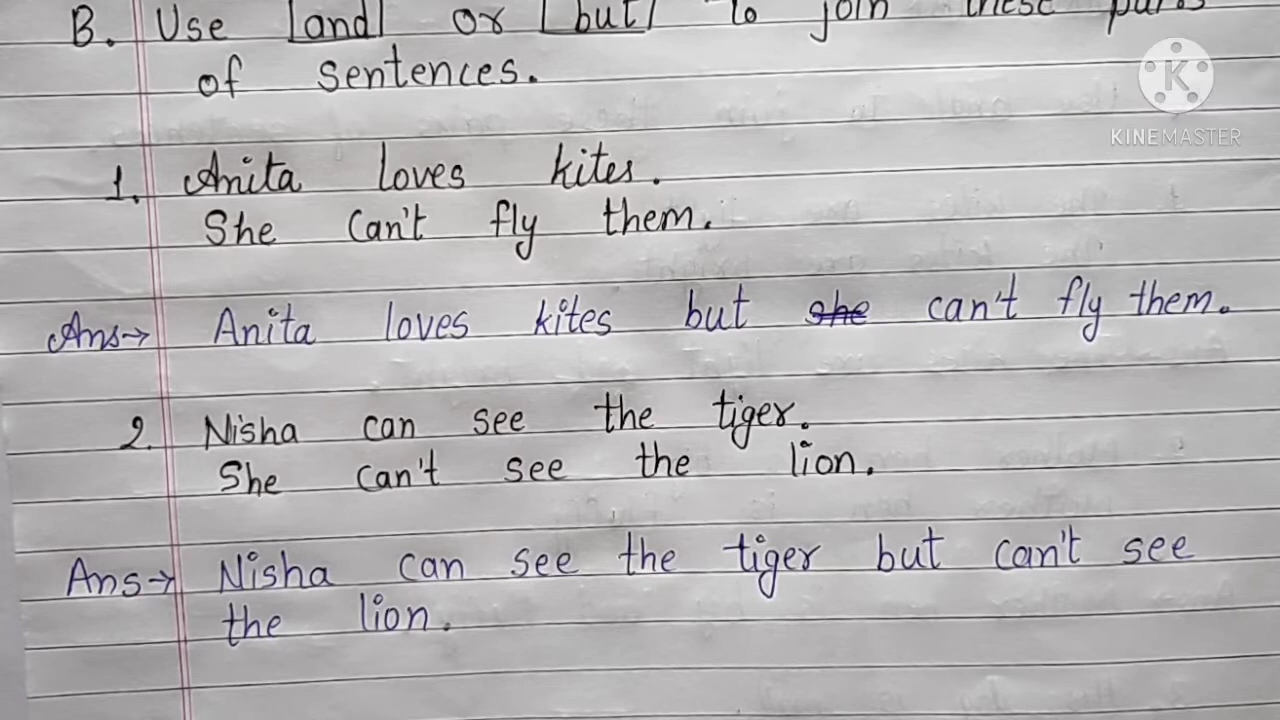 B. Use [and] or [but] to join these parts
of sentences.
KINEMASTER
1. Anita loves kites.
She can't fly them.
Ans→ Anita loves kites but she can't fly them.
2. Nisha can see the tiger.
She can't see the lion.
Ans→ Nisha can see the tiger but can't see
the lion.